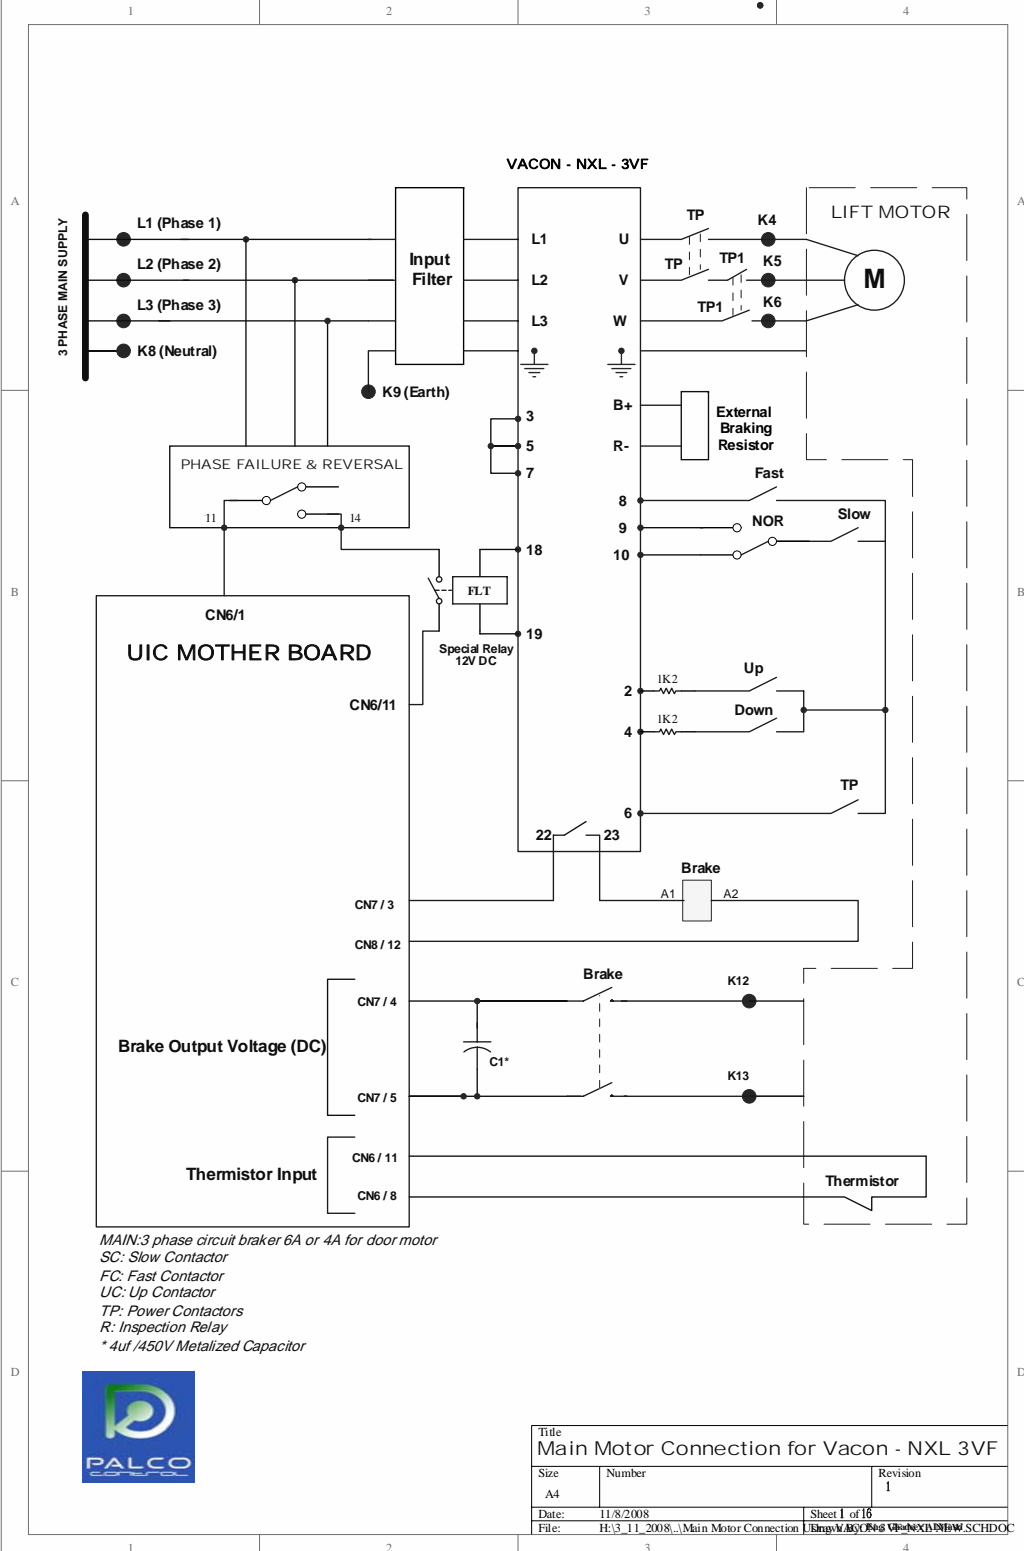 1 2 3 4
VACON - NXL - 3VF
A A
LIFT MOTOR
3 PHASE MAIN SUPPLY
L1 (Phase 1)
L2 (Phase 2)
L3 (Phase 3)
K8 (Neutral)
Input
Filter
K9 (Earth)
L1 U
L2 V
L3 W
TP K4
TP TP1 K5
TP1 K6
M
B+
R-
External
Braking
Resistor
3
5
7
PHASE FAILURE & REVERSAL
11 14
8 Fast
9 NOR Slow
10
18
FLT
19
Special Relay
12V DC
B B
CN6/1
UIC MOTHER BOARD
CN6/11
2 1K2 Up
4 1K2 Down
6 TP
22 23
Brake
A1 A2
CN7 / 3
CN8 / 12
C C
CN7 / 4 Brake K12
Brake Output Voltage (DC)
C1*
CN7 / 5 K13
CN6 / 11
Thermistor Input
Thermistor
CN6 / 8
MAIN:3 phase circuit braker 6A or 4A for door motor
SC: Slow Contactor
FC: Fast Contactor
UC: Up Contactor
TP: Power Contactors
R: Inspection Relay
* 4uf /450V Metalized Capacitor
D D
PALCO
CONTROL
Title
Main Motor Connection for Vacon - NXL 3VF
Size Number Revision
A4 1
Date: 11/8/2008 Sheet 1 of 16
File: H:\3_11_2008\..\Main Motor Connection
1 2 3 4